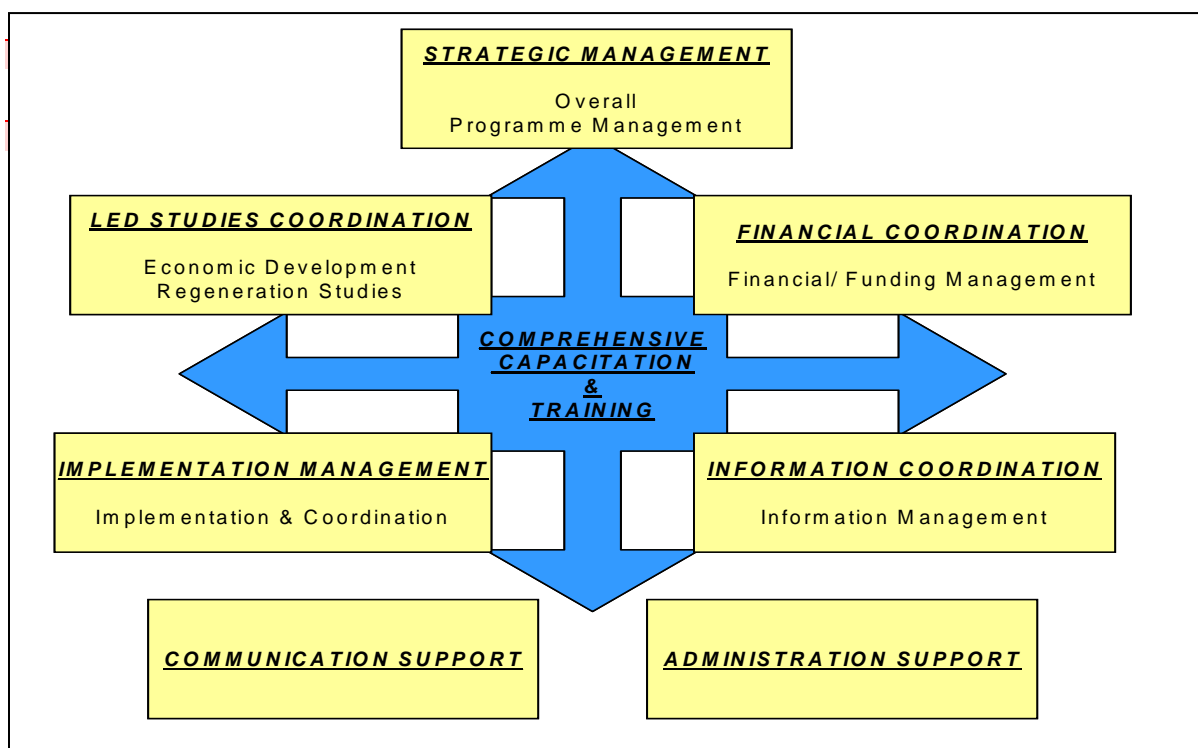 STRATEGIC MANAGEMENT
Overall
Programme Management
LED STUDIES COORDINATION
Economic Development
Regeneration Studies
FINANCIAL COORDINATION
Financial/ Funding Management
COMPREHENSIVE
CAPACITATION
&
TRAINING
IMPLEMENTATION MANAGEMENT
Implementation & Coordination
INFORMATION COORDINATION
Information Management
COMMUNICATION SUPPORT
ADMINISTRATION SUPPORT